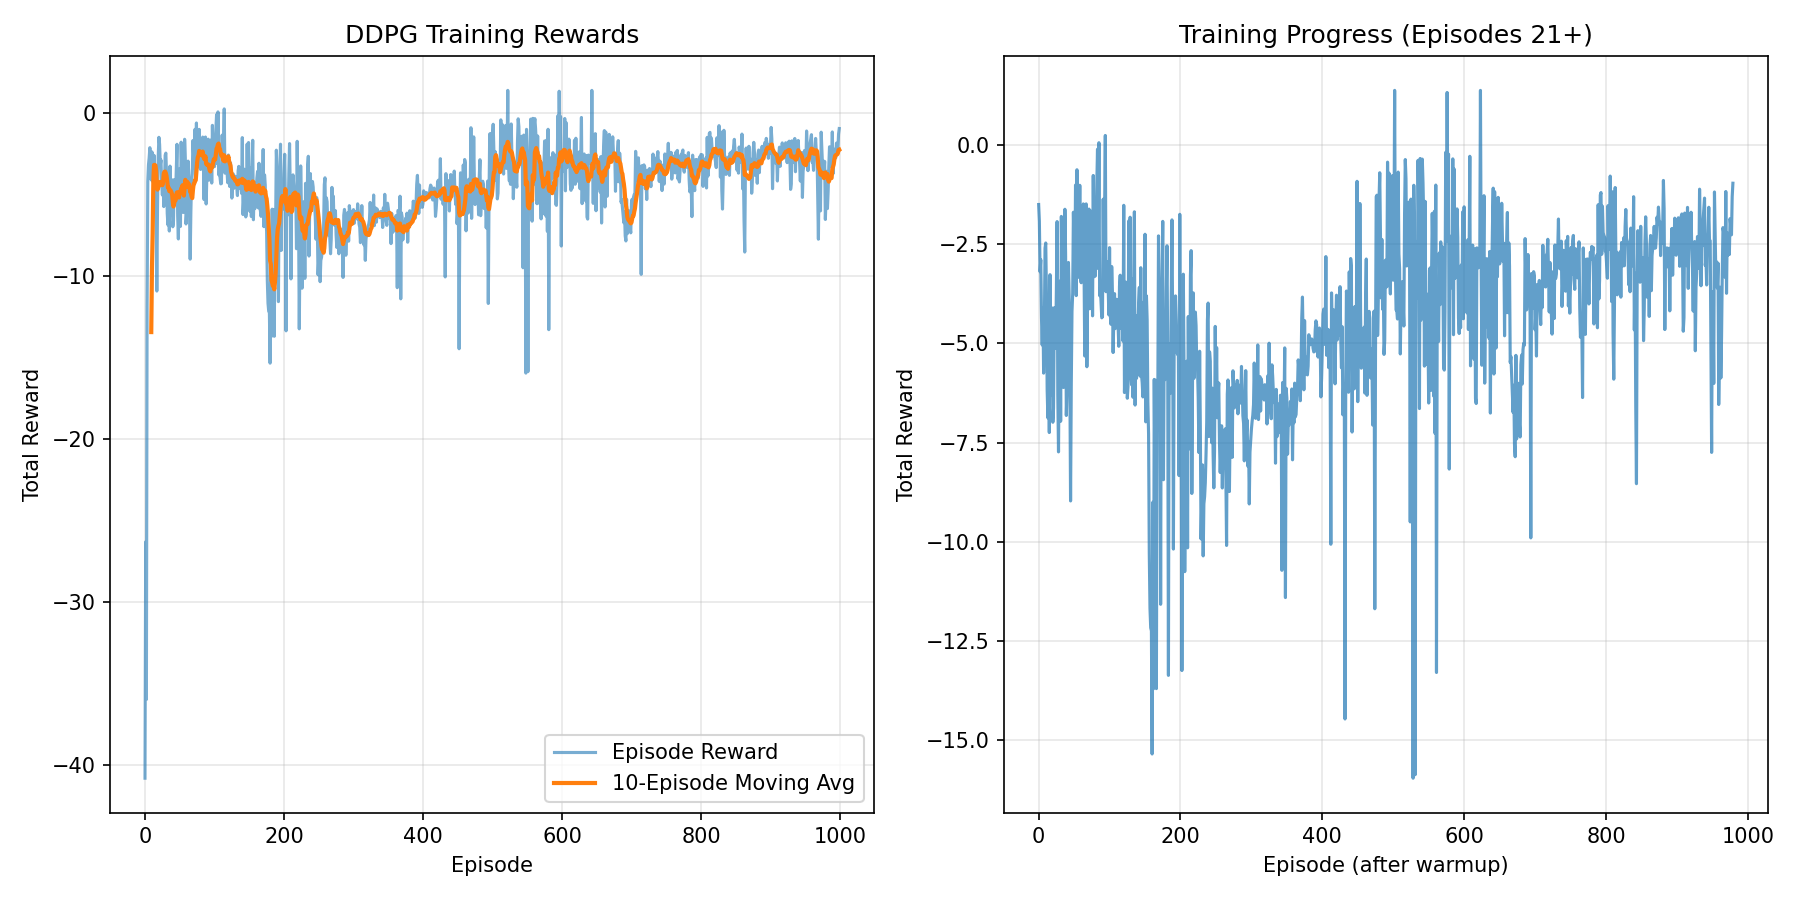 DDPG Training Rewards
Total Reward
0
−10
−20
−30
−40
0 200 400 600 800 1000
Episode
Episode Reward
10-Episode Moving Avg
Training Progress (Episodes 21+)
Total Reward
0.0
−2.5
−5.0
−7.5
−10.0
−12.5
−15.0
0 200 400 600 800 1000
Episode (after warmup)